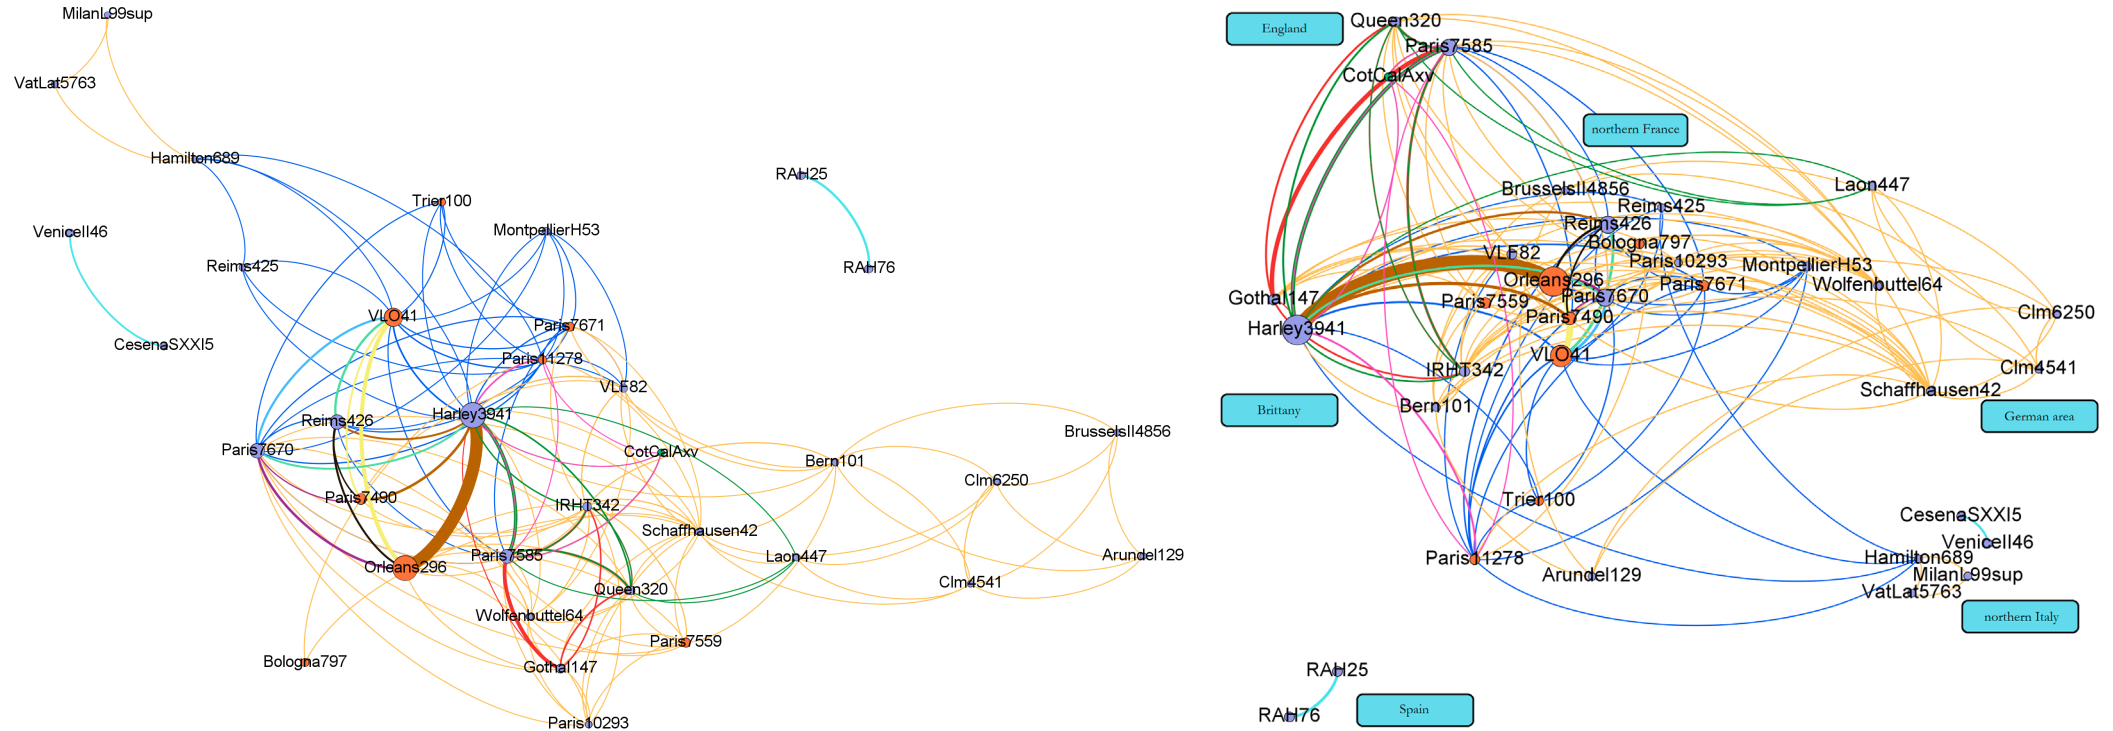 MilanL99sup
VatLat5763
Hamilton689
Trier100
VeniceII46
MontpellierH53
Reims425
CesenaSXXI5
VLO41
Paris7671
Paris11278
VLF82
Harley3941
Reims426
Paris7670
CotCalAxv
Bern101
BrusselsII4856
Clm6250
Paris7490
IRHT342
Schaffhausen42
Paris7585
Laon447
Arundel129
Orleans296
Clm4541
Queen320
Wolfenbuttel64
Paris7559
Bologna797
GothaI147
Paris10293
RAH25
RAH76
England
Queen320
Paris7585
CotCalAxv
northern France
BrusselsII4856
Laon447
Reims425
Reims426
Bologna797
VLF82
Paris10293
MontpellierH53
Orleans296
Paris7671
Wolfenbuttel64
GothaI147
Paris7559
Paris7670
Harley3941
Paris7490
Clm6250
VLO41
IRHT342
Clm4541
Schaffhausen42
Brittany
Bern101
German area
Trier100
CesenaSXXI5
VeniceII46
Paris11278
Hamilton689
Arundel129
MilanL99sup
VatLat5763
northern Italy
RAH25
RAH76
Spain